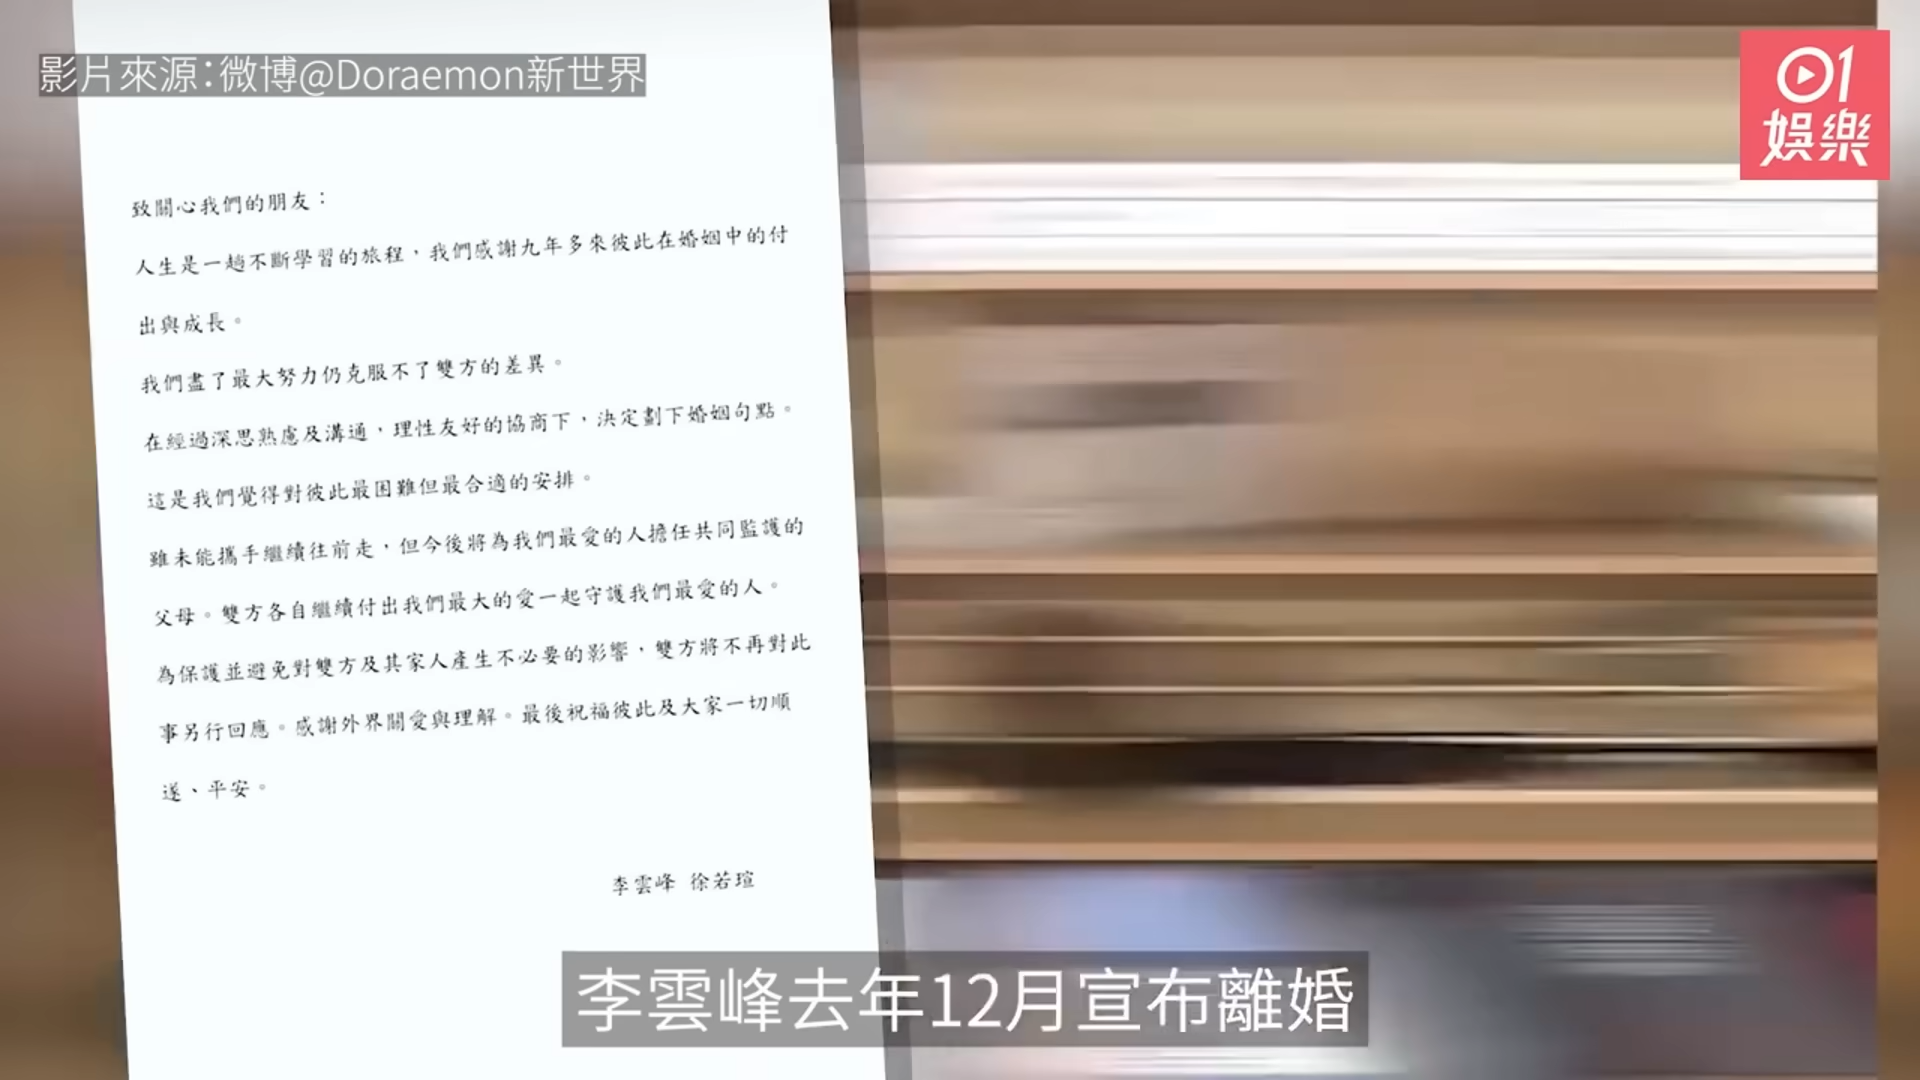 影片來源：微博@Doraemon新世界
01
娛樂
致關心我們的朋友：
人生是一趟不斷學習的旅程，我們感謝九年多來彼此在婚姻中的付
出與成長。
我們盡了最大努力仍克服不了雙方的差異。
在經過深思熟慮及溝通，理性友好的協商下，決定劃下婚姻句點。
這是我們覺得對彼此最困難但最合適的安排。
雖未能攜手繼續往前走，但今後將為我們最愛的人擔任共同監護的
父母。雙方各自繼續付出我們最大的愛一起守護我們最愛的人。
為保護並避免對雙方及其家人產生不必要的影響，雙方將不再對此
事另行回應。感謝外界關愛與理解。最後祝福彼此及大家一切順
遂、平安。
李雲峰 徐若瑄
李雲峰去年12月宣布離婚